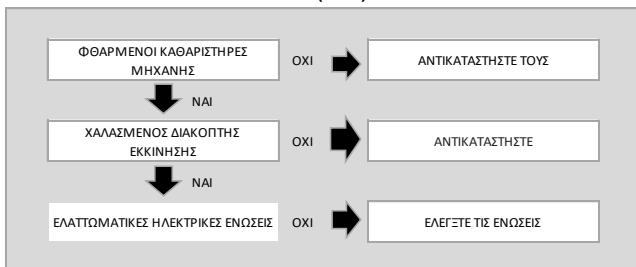 ΦΘΑΡΜΕΝΟΙ ΚΑΘΑΡΙΣΤΗΡΕΣ
ΜΗΧΑΝΗΣ
ΟΧΙ
ΑΝΤΙΚΑΤΑΣΤΗΣΤΕ ΤΟΥΣ
ΝΑΙ
ΧΑΛΑΣΜΕΝΟΣ ΔΙΑΚΟΠΤΗΣ
ΕΚΚΙΝΗΣΗΣ
ΟΧΙ
ΑΝΤΙΚΑΤΑΣΤΗΣΤΕ
ΝΑΙ
ΕΛΑΤΤΩΜΑΤΙΚΕΣ ΗΛΕΚΤΡΙΚΕΣ ΕΝΩΣΕΙΣ
ΟΧΙ
ΕΛΕΓΞΤΕ ΤΙΣ ΕΝΩΣΕΙΣ